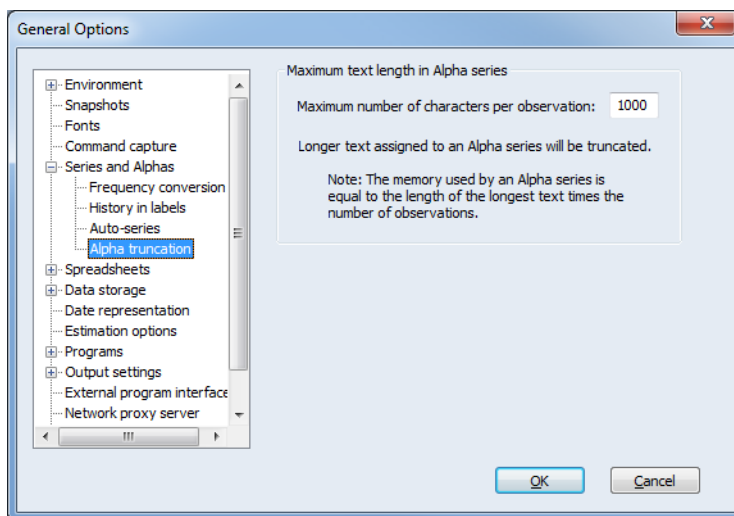 General Options
Environment
Snapshots
Fonts
Command capture
Series and Alphas
Frequency conversion
History in labels
Auto-series
Alpha truncation
Spreadsheets
Data storage
Date representation
Estimation options
Programs
Output settings
External program interface
Network proxy server
Maximum text length in Alpha series
Maximum number of characters per observation: 1000
Longer text assigned to an Alpha series will be truncated.
Note: The memory used by an Alpha series is
equal to the length of the longest text times the
number of observations.
OK
Cancel